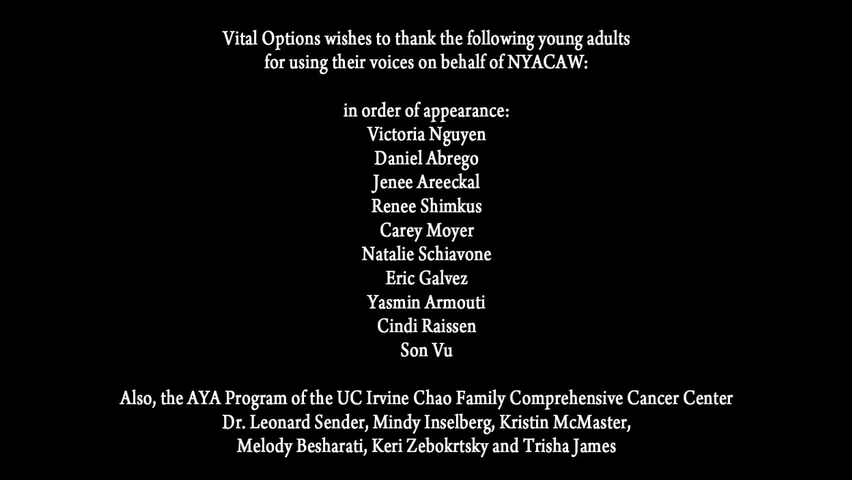 Vital Options wishes to thank the following young adults
for using their voices on behalf of NYACAW:
in order of appearance:
Victoria Nguyen
Daniel Abrego
Jenee Areeckal
Renee Shimkus
Carey Moyer
Natalie Schiavone
Eric Galvez
Yasmin Armouti
Cindi Raissen
Son Vu
Also, the AYA Program of the UC Irvine Chao Family Comprehensive Cancer Center
Dr. Leonard Sender, Mindy Inselberg, Kristin McMaster,
Melody Besharati, Keri Zebokrtsky and Trisha James